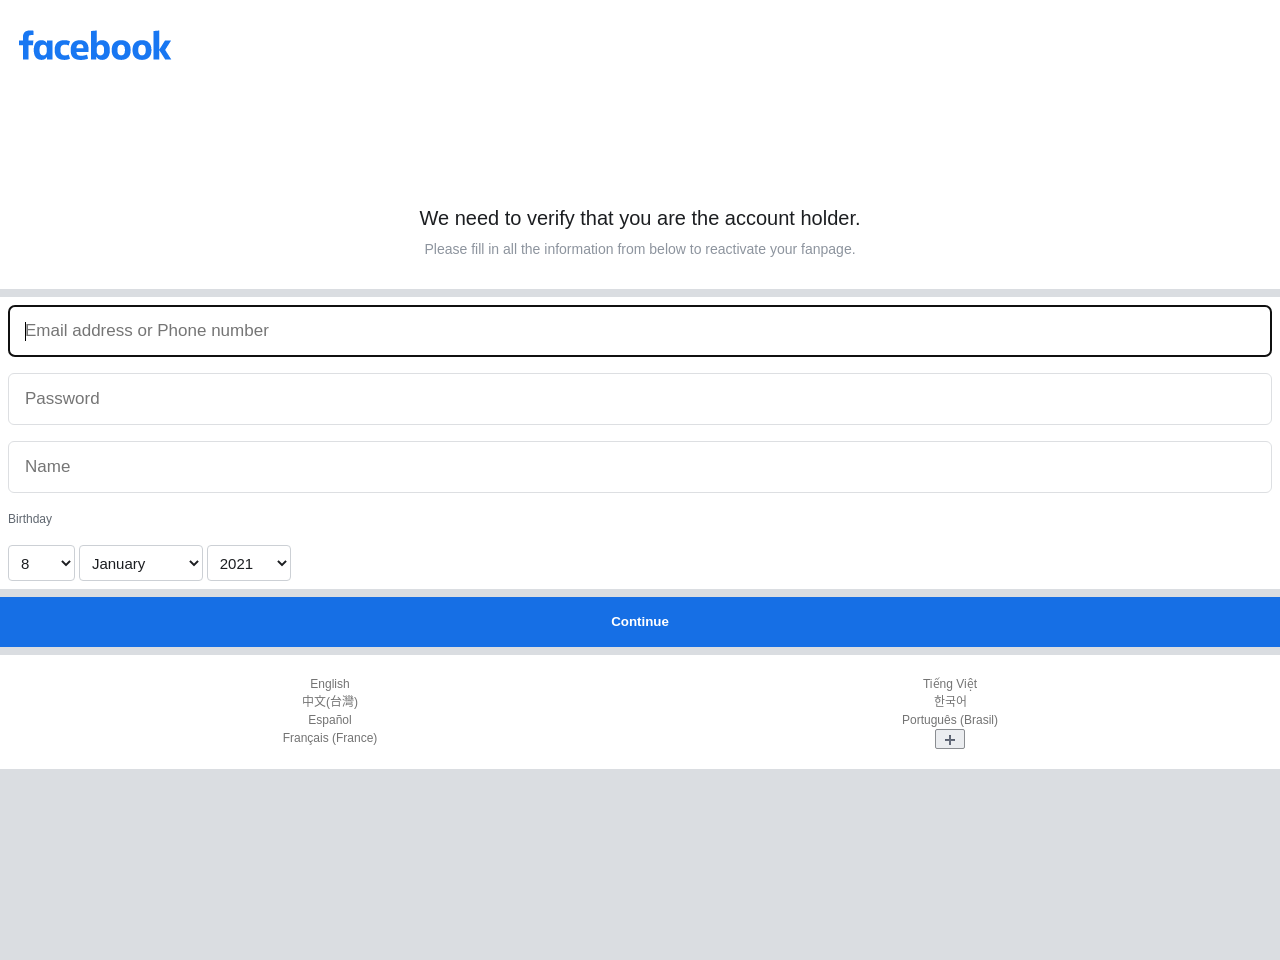 facebook
We need to verify that you are the account holder.
Please fill in all the information from below to reactivate your fanpage.
Email address or Phone number
Password
Name
Birthday
8 January 2021
Continue
English
中文(台灣)
Español
Français (France)
Tiếng Việt
한국어
Português (Brasil)